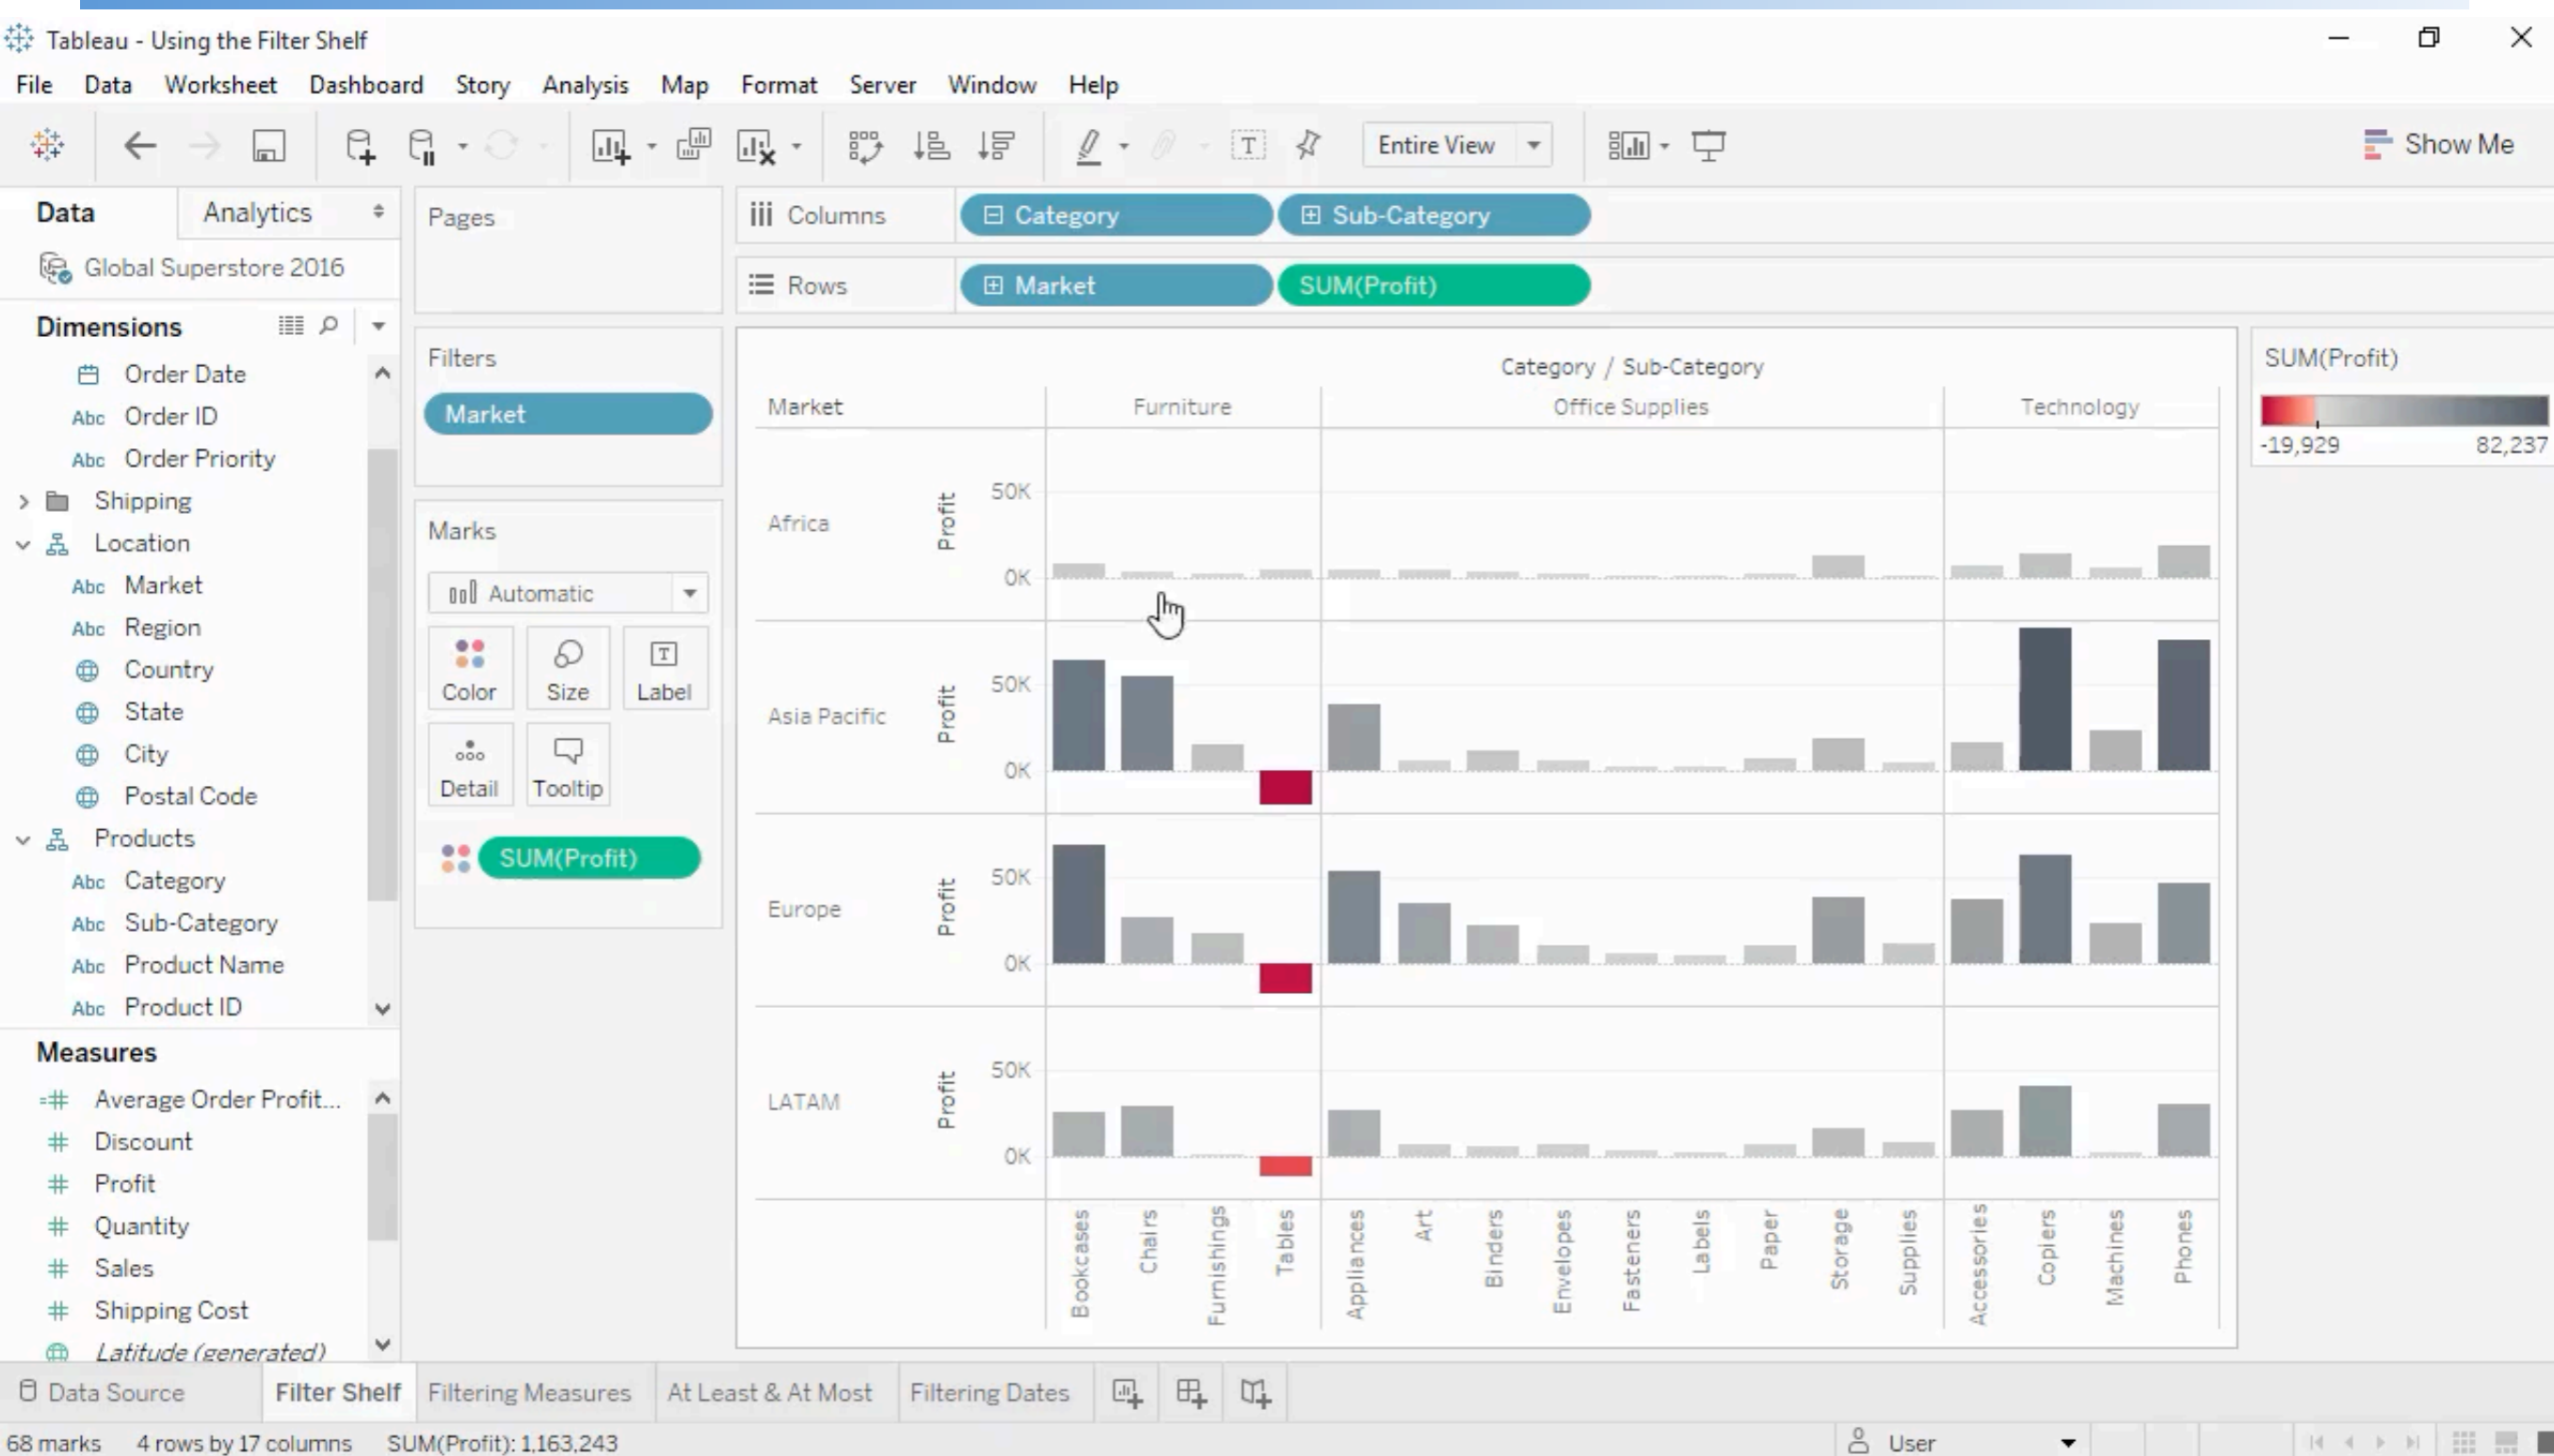 Tableau - Using the Filter Shelf
File Data Worksheet Dashboard Story Analysis Map Format Server Window Help
Entire View
Show Me
Data Analytics
Global Superstore 2016
Dimensions
Order Date
Abc Order ID
Abc Order Priority
Shipping
Location
Abc Market
Abc Region
Country
State
City
Postal Code
Products
Abc Category
Abc Sub-Category
Abc Product Name
Abc Product ID
Measures
=# Average Order Profit...
# Discount
# Profit
# Quantity
# Sales
# Shipping Cost
Latitude (generated)
Pages
Filters
Market
Marks
Automatic
Color Size Label
Detail Tooltip
SUM(Profit)
Columns Category Sub-Category
Rows Market SUM(Profit)
Category / Sub-Category
Market Furniture Office Supplies Technology
Africa Profit 50K 0K
Asia Pacific Profit 50K 0K
Europe Profit 50K 0K
LATAM Profit 50K 0K
Bookcases
Chairs
Furnishings
Tables
Appliances
Art
Binders
Envelopes
Fasteners
Labels
Paper
Storage
Supplies
Accessories
Copiers
Machines
Phones
SUM(Profit)
-19,929 82,237
Data Source Filter Shelf Filtering Measures At Least & At Most Filtering Dates
68 marks 4 rows by 17 columns SUM(Profit): 1,163,243
User